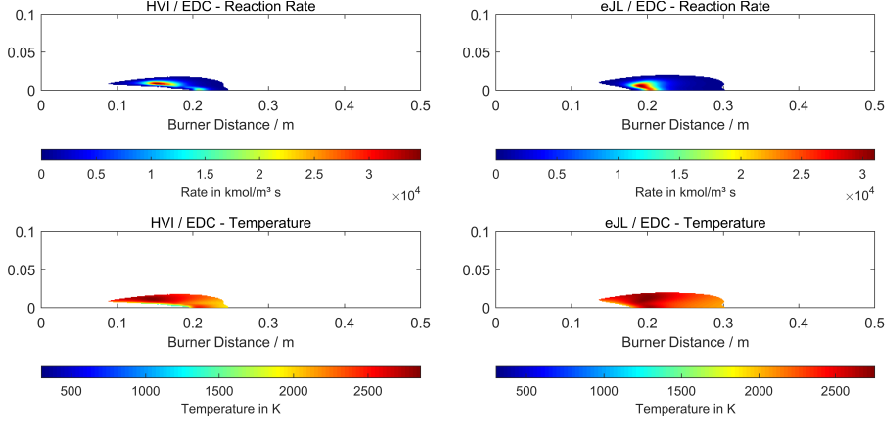 HVI / EDC - Reaction Rate
0.1
0.05
0
0 0.1 0.2 0.3 0.4 0.5
Burner Distance / m
0 0.5 1 1.5 2 2.5 3
Rate in kmol/m³ s
×10⁴
eJL / EDC - Reaction Rate
0.1
0.05
0
0 0.1 0.2 0.3 0.4 0.5
Burner Distance / m
0 0.5 1 1.5 2 2.5 3
Rate in kmol/m³ s
×10⁴
HVI / EDC - Temperature
0.1
0.05
0
0 0.1 0.2 0.3 0.4 0.5
Burner Distance / m
500 1000 1500 2000 2500
Temperature in K
eJL / EDC - Temperature
0.1
0.05
0
0 0.1 0.2 0.3 0.4 0.5
Burner Distance / m
500 1000 1500 2000 2500
Temperature in K